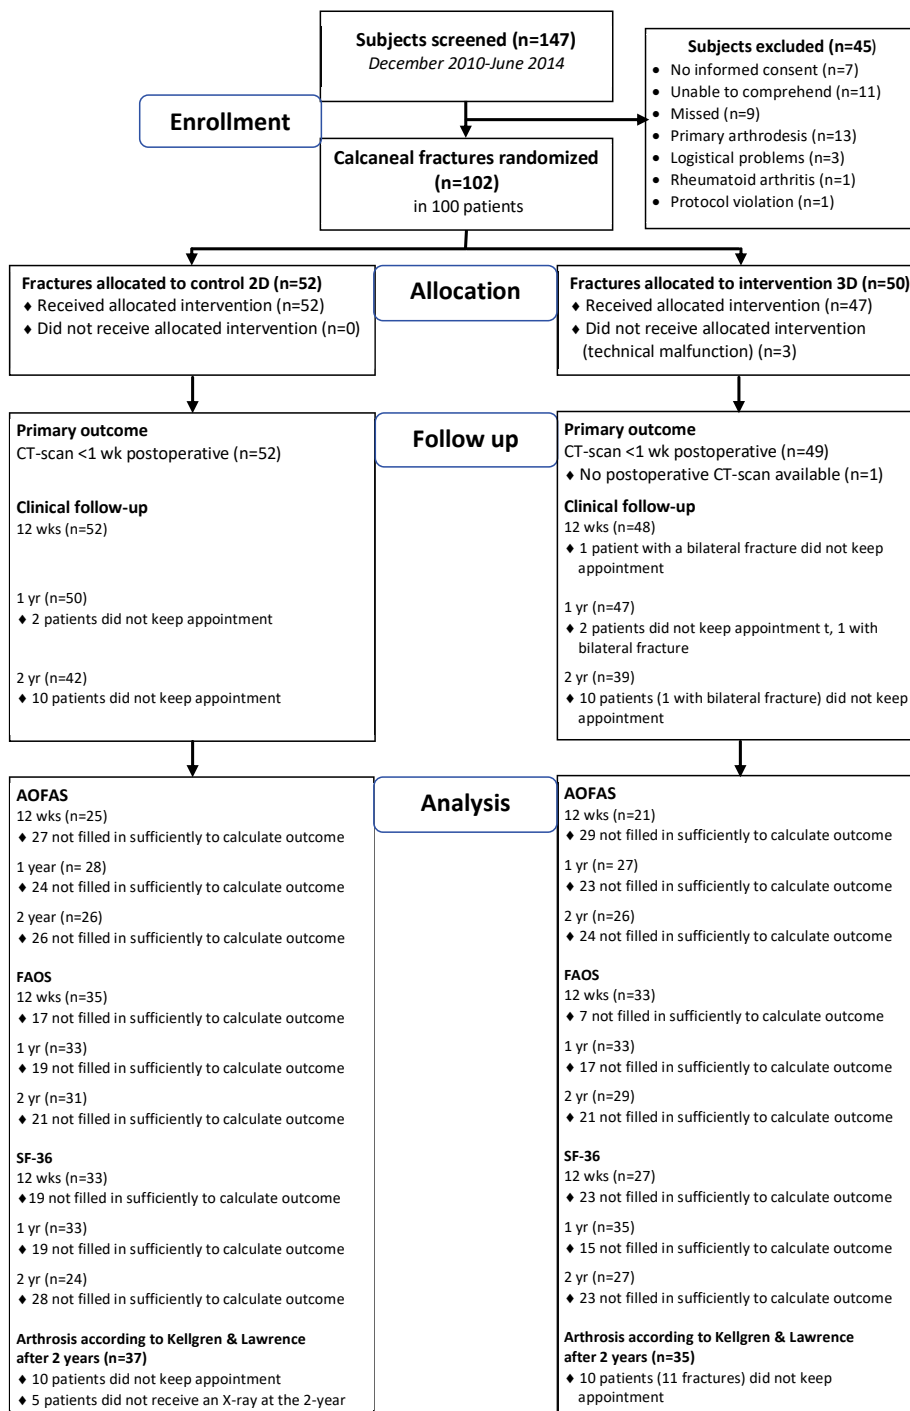 Subjects screened (n=147)
December 2010-June 2014
Subjects excluded (n=45)
• No informed consent (n=7)
• Unable to comprehend (n=11)
• Missed (n=9)
• Primary arthrodesis (n=13)
• Logistical problems (n=3)
• Rheumatoid arthritis (n=1)
• Protocol violation (n=1)
Enrollment
Calcaneal fractures randomized
(n=102)
in 100 patients
Fractures allocated to control 2D (n=52)
♦ Received allocated intervention (n=52)
♦ Did not receive allocated intervention (n=0)
Allocation
Fractures allocated to intervention 3D (n=50)
♦ Received allocated intervention (n=47)
♦ Did not receive allocated intervention
(technical malfunction) (n=3)
Primary outcome
CT-scan <1 wk postoperative (n=52)
Clinical follow-up
12 wks (n=52)
1 yr (n=50)
♦ 2 patients did not keep appointment
2 yr (n=42)
♦ 10 patients did not keep appointment
Follow up
Primary outcome
CT-scan <1 wk postoperative (n=49)
♦ No postoperative CT-scan available (n=1)
Clinical follow-up
12 wks (n=48)
♦ 1 patient with a bilateral fracture did not keep
appointment
1 yr (n=47)
♦ 2 patients did not keep appointment t, 1 with
bilateral fracture
2 yr (n=39)
♦ 10 patients (1 with bilateral fracture) did not keep
appointment
AOFAS
12 wks (n=25)
♦ 27 not filled in sufficiently to calculate outcome
1 year (n= 28)
♦ 24 not filled in sufficiently to calculate outcome
2 year (n=26)
♦ 26 not filled in sufficiently to calculate outcome
FAOS
12 wks (n=35)
♦ 17 not filled in sufficiently to calculate outcome
1 yr (n=33)
♦ 19 not filled in sufficiently to calculate outcome
2 yr (n=31)
♦ 21 not filled in sufficiently to calculate outcome
SF-36
12 wks (n=33)
♦19 not filled in sufficiently to calculate outcome
1 yr (n=33)
♦ 19 not filled in sufficiently to calculate outcome
2 yr (n=24)
♦ 28 not filled in sufficiently to calculate outcome
Arthrosis according to Kellgren & Lawrence
after 2 years (n=37)
♦ 10 patients did not keep appointment
♦ 5 patients did not receive an X-ray at the 2-year
Analysis
AOFAS
12 wks (n=21)
♦ 29 not filled in sufficiently to calculate outcome
1 yr (n= 27)
♦ 23 not filled in sufficiently to calculate outcome
2 yr (n=26)
♦ 24 not filled in sufficiently to calculate outcome
FAOS
12 wks (n=33)
♦ 7 not filled in sufficiently to calculate outcome
1 yr (n=33)
♦ 17 not filled in sufficiently to calculate outcome
2 yr (n=29)
♦ 21 not filled in sufficiently to calculate outcome
SF-36
12 wks (n=27)
♦ 23 not filled in sufficiently to calculate outcome
1 yr (n=35)
♦ 15 not filled in sufficiently to calculate outcome
2 yr (n=27)
♦ 23 not filled in sufficiently to calculate outcome
Arthrosis according to Kellgren & Lawrence
after 2 years (n=35)
♦ 10 patients (11 fractures) did not keep
appointment